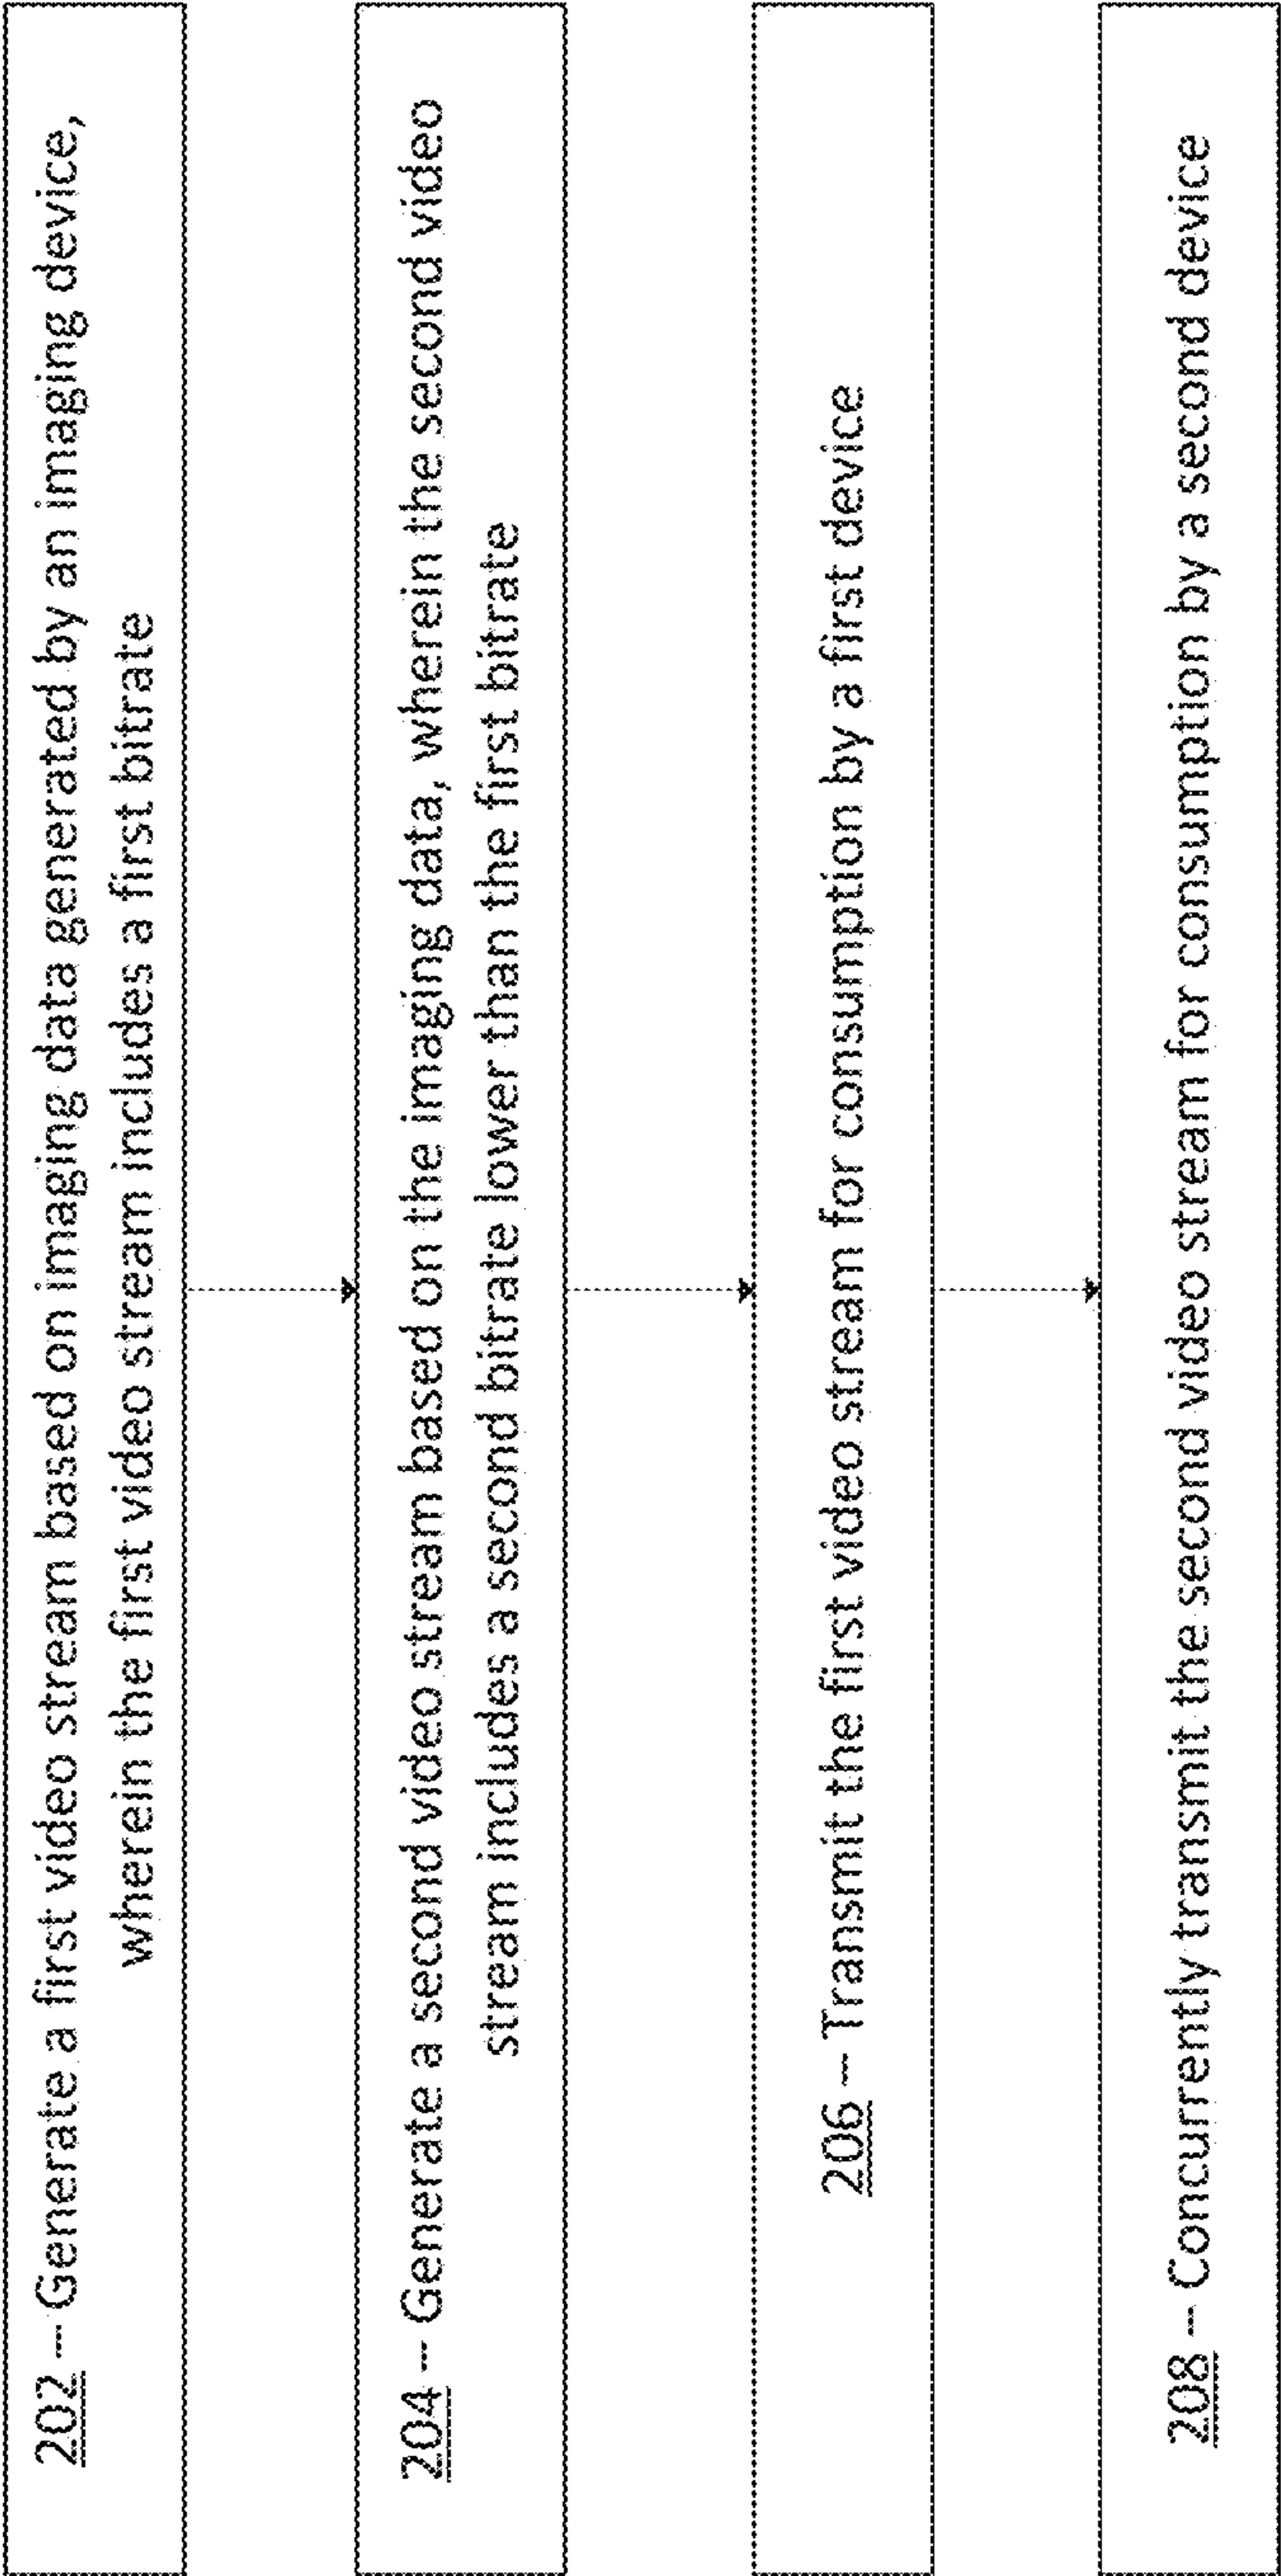 202 – Generate a first video stream based on imaging data generated by an imaging device,
wherein the first video stream includes a first bitrate
204 – Generate a second video stream based on the imaging data, wherein the second video
stream includes a second bitrate lower than the first bitrate
206 – Transmit the first video stream for consumption by a first device
208 – Concurrently transmit the second video stream for consumption by a second device